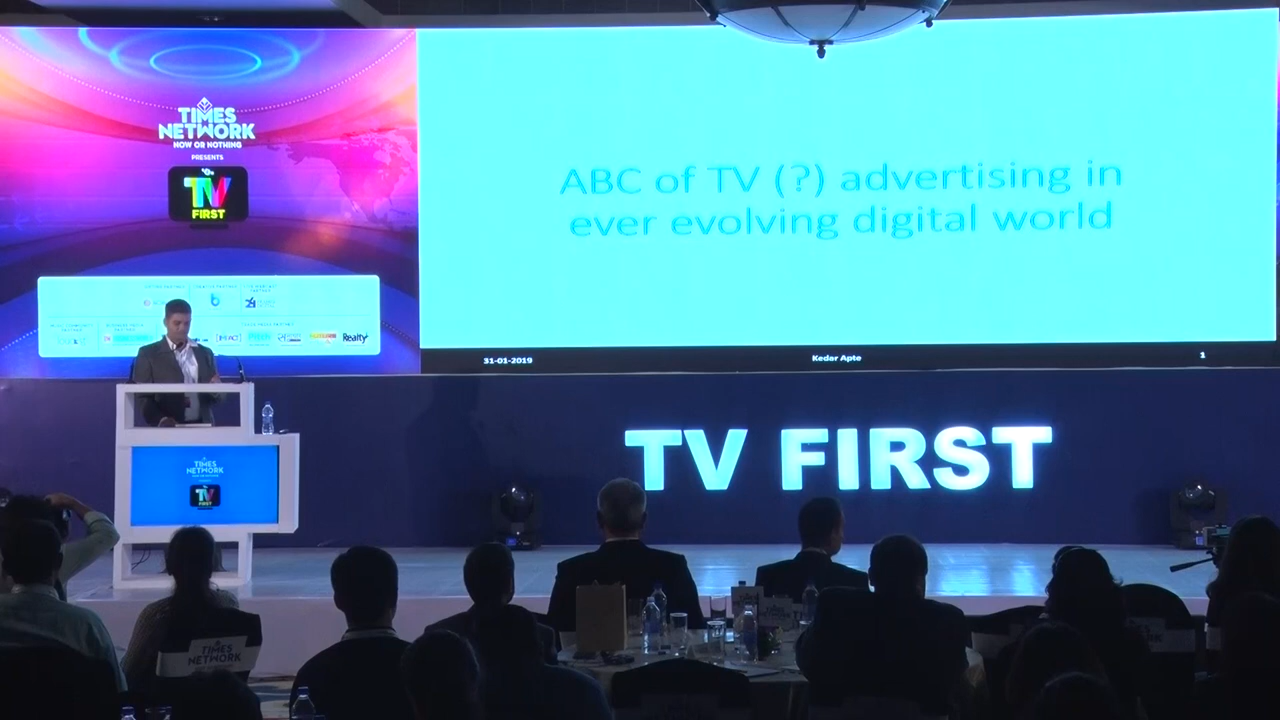 TIMES
NETWORK
NOW OR NOTHING
PRESENTS
TV
FIRST
ABC of TV (?) advertising in
ever evolving digital world
31-01-2019
Kedar Apte
1
Realty+
TV FIRST
TIMES
NETWORK
TV
FIRST
TIMES
NETWORK